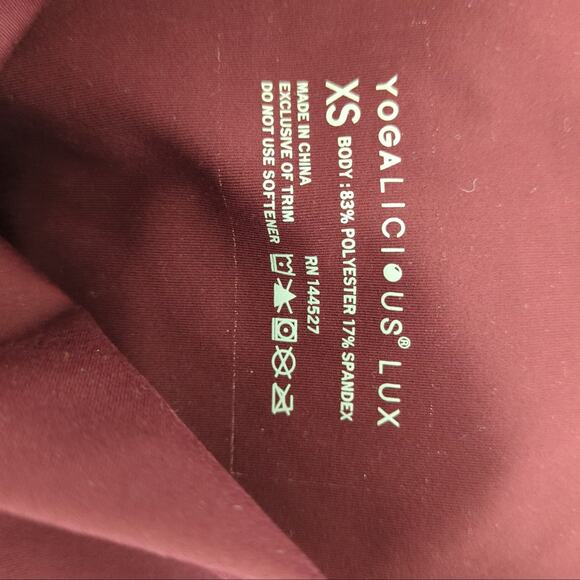 YOGALICIOUS® LUX
XS BODY : 83% POLYESTER 17% SPANDEX
RN 144527
MADE IN CHINA
EXCLUSIVE OF TRIM
DO NOT USE SOFTENER